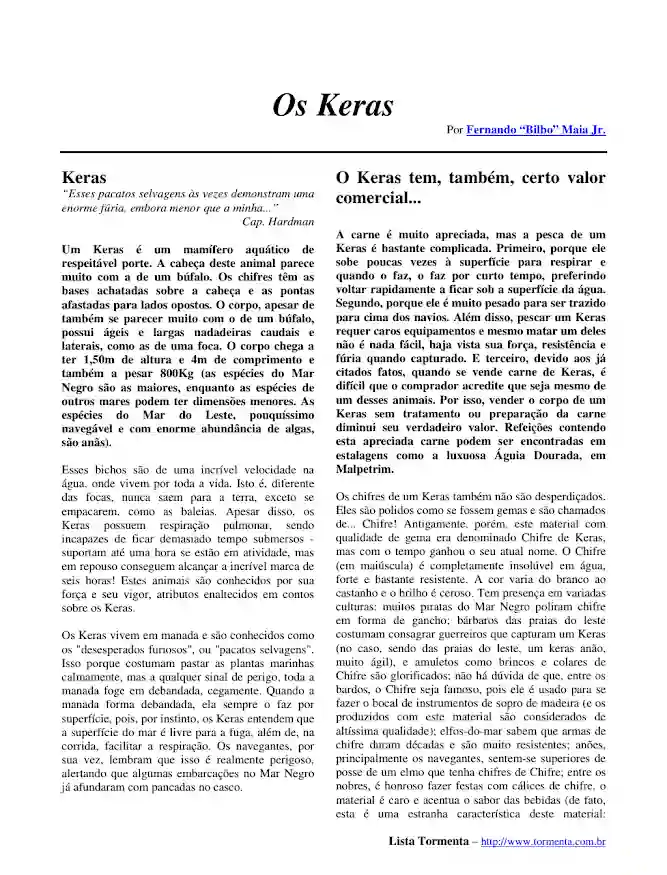 Os Keras
Por Fernando “Bilbo” Maia Jr.
Keras
“Esses pacatos selvagens às vezes demonstram uma
enorme fúria, embora menor que a minha...”
Cap. Hardman
Um Keras é um mamífero aquático de
respeitável porte. A cabeça deste animal parece
muito com a de um búfalo. Os chifres têm as
bases achatadas sobre a cabeça e as pontas
afastadas para lados opostos. O corpo, apesar de
também se parecer muito com o de um búfalo,
possui ágeis e largas nadadeiras caudais e
laterais, como as de uma foca. O corpo chega a
ter 1,50m de altura e 4m de comprimento e
também a pesar 800Kg (as espécies do Mar
Negro são as maiores, enquanto as espécies de
outros mares podem ter dimensões menores. As
espécies do Mar do Leste, pouquíssimo
navegável e com enorme abundância de algas,
são anãs).
Esses bichos são de uma incrível velocidade na
água, onde vivem por toda a vida. Isto é, diferente
das focas, nunca saem para a terra, exceto se
empacarem, como as baleias. Apesar disso, os
Keras possuem respiração pulmonar, sendo
incapazes de ficar demasiado tempo submersos -
suportam até uma hora se estão em atividade, mas
em repouso conseguem alcançar a incrível marca de
seis horas! Estes animais são conhecidos por sua
força e seu vigor, atributos enaltecidos em contos
sobre os Keras.
Os Keras vivem em manada e são conhecidos como
os "desesperados furiosos", ou "pacatos selvagens".
Isso porque costumam pastar as plantas marinhas
calmamente, mas a qualquer sinal de perigo, toda a
manada foge em debandada, cegamente. Quando a
manada forma debandada, ela sempre o faz por
superfície, pois, por instinto, os Keras entendem que
a superfície do mar é livre para a fuga, além de, na
corrida, facilitar a respiração. Os navegantes, por
sua vez, lembram que isso é realmente perigoso,
alertando que algumas embarcações no Mar Negro
já afundaram com pancadas no casco.
O Keras tem, também, certo valor
comercial...
A carne é muito apreciada, mas a pesca de um
Keras é bastante complicada. Primeiro, porque ele
sobe poucas vezes à superfície para respirar e
quando o faz, o faz por curto tempo, preferindo
voltar rapidamente a ficar sob a superfície da água.
Segundo, porque ele é muito pesado para ser trazido
para cima dos navios. Além disso, pescar um Keras
requer caros equipamentos e mesmo matar um deles
não é nada fácil, haja vista sua força, resistência e
fúria quando capturado. E terceiro, devido aos já
citados fatos, quando se vende carne de Keras, é
difícil que o comprador acredite que seja mesmo de
um desses animais. Por isso, vender o corpo de um
Keras sem tratamento ou preparação da carne
diminui seu verdadeiro valor. Refeições contendo
esta apreciada carne podem ser encontradas em
estalagens como a luxuosa Águia Dourada, em
Malpetrim.
Os chifres de um Keras também não são desperdiçados.
Eles são polidos como se fossem gemas e são chamados
de... Chifre! Antigamente, porém, este material com
qualidade de gema era denominado Chifre de Keras,
mas com o tempo ganhou o seu atual nome. O Chifre
(em maiúscula) é completamente insolúvel em água,
forte e bastante resistente. A cor varia do branco ao
castanho e o brilho é ceroso. Tem presença em variadas
culturas: muitos piratas do Mar Negro poliram chifre
em forma de gancho; bárbaros das praias do leste
costumam consagrar guerreiros que capturam um Keras
(no caso, sendo das praias do leste, um keras anão,
muito ágil), e amuletos como brincos e colares de
Chifre são glorificados; não há dúvida de que, entre os
bardos, o Chifre seja famoso, pois ele é usado para se
fazer o bocal de instrumentos de sopro de madeira (e os
produzidos com este material são considerados de
altíssima qualidade); elfos-do-mar sabem que armas de
chifre duram décadas e são muito resistentes; anões,
principalmente os navegantes, sentem-se superiores de
posse de um elmo que tenha chifres de Chifre; entre os
nobres, é honroso fazer festas com cálices de chifre, o
material é caro e acentua o sabor das bebidas (de fato,
esta é uma estranha característica deste material:
Lista Tormenta – http://www.tormenta.com.br